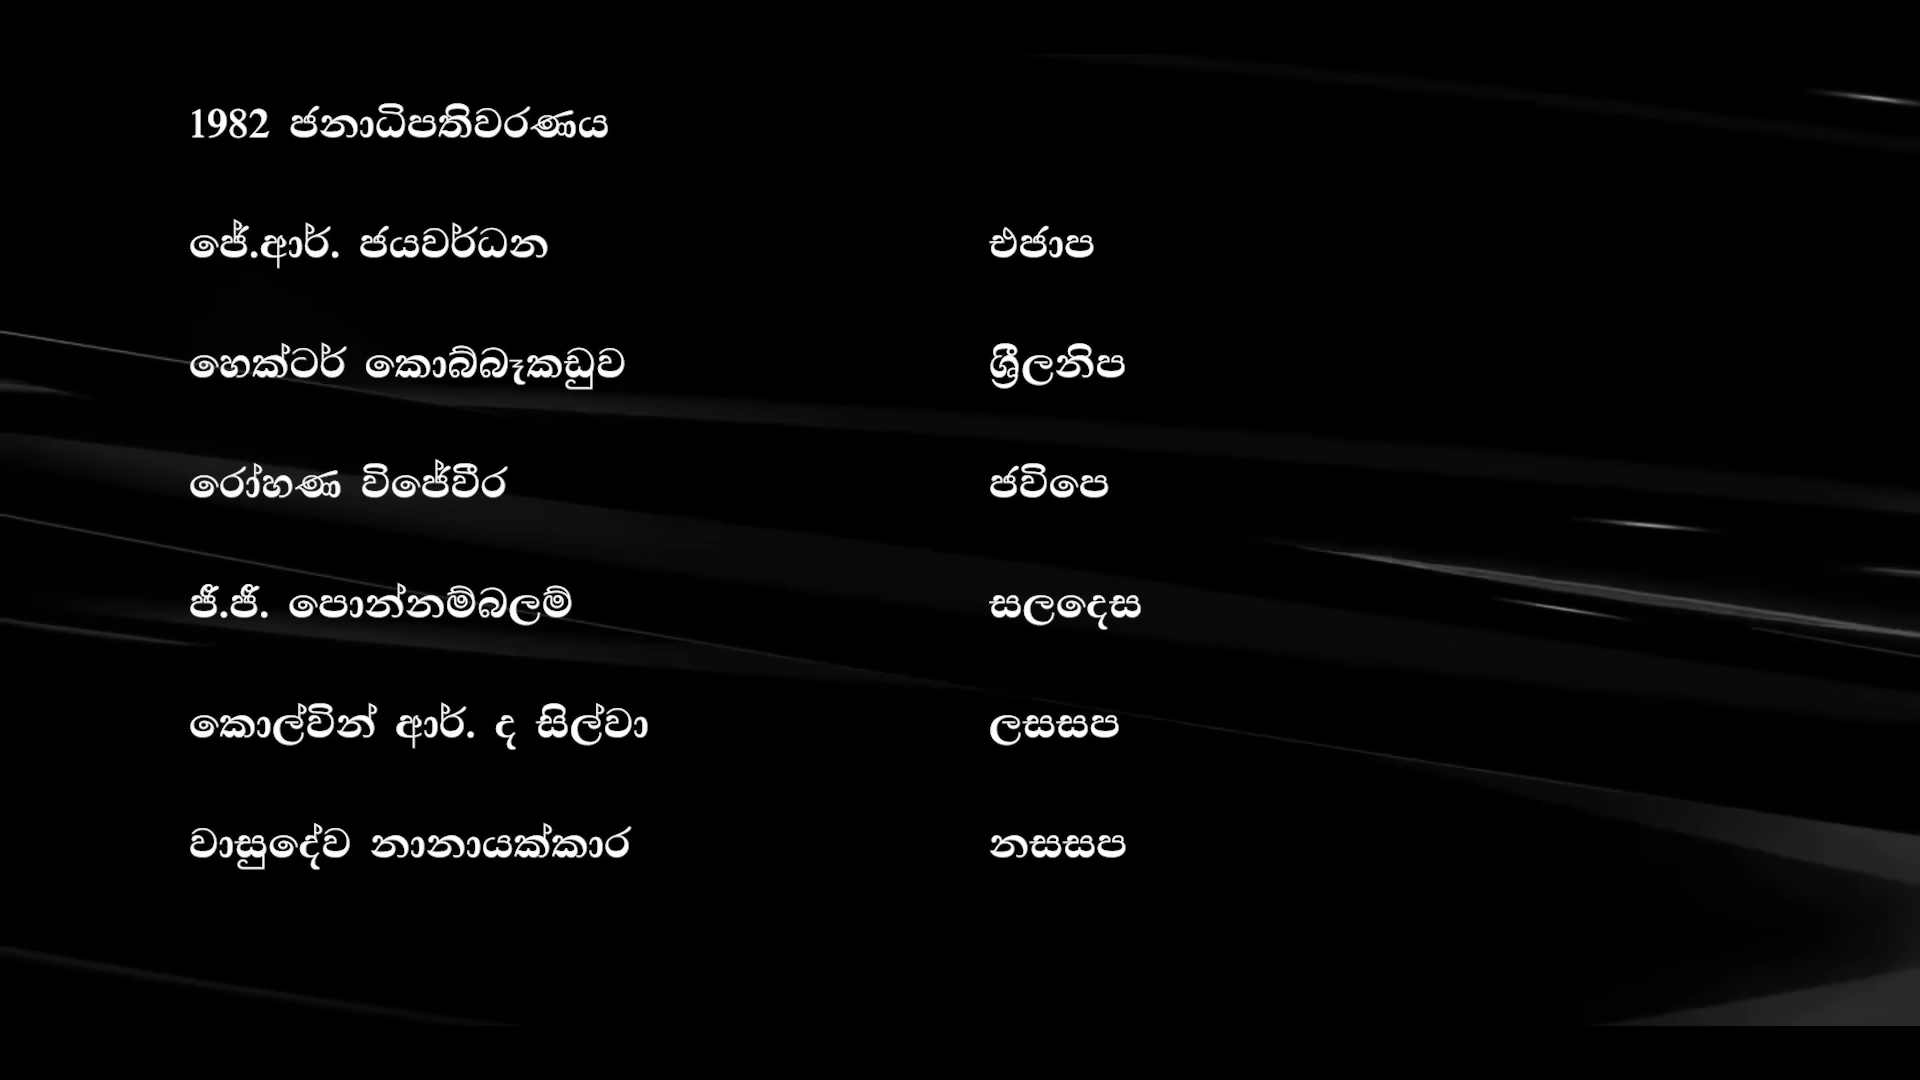 1982 ජනාධිපතිවරණය
ජේ.ආර්. ජයවර්ධන එජාප
හෙක්ටර් කොබ්බෑකඩුව ශ්‍රීලනිප
රෝහණ විජේවීර ජවිපෙ
ජී.ජී. පොන්නම්බලම් සලදෙස
කොල්වින් ආර්. ද සිල්වා ලසසප
වාසුදේව නානායක්කාර නසසප